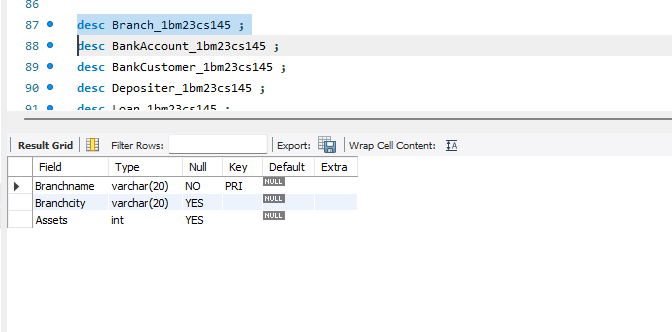 86
87 desc Branch_1bm23cs145 ;
88 desc BankAccount_1bm23cs145 ;
89 desc BankCustomer_1bm23cs145 ;
90 desc Depositer_1bm23cs145 ;
91 desc Loan_1bm23cs145 ;
Result Grid Filter Rows: Export: Wrap Cell Content: IA
Field Type Null Key Default Extra
Branchname varchar(20) NO PRI NULL
Branchcity varchar(20) YES NULL
Assets int YES NULL